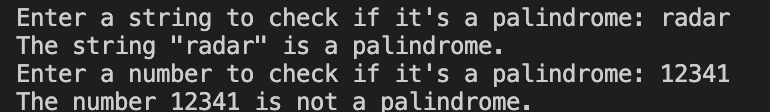 Enter a string to check if it's a palindrome: radar
The string "radar" is a palindrome.
Enter a number to check if it's a palindrome: 12341
The number 12341 is not a palindrome.